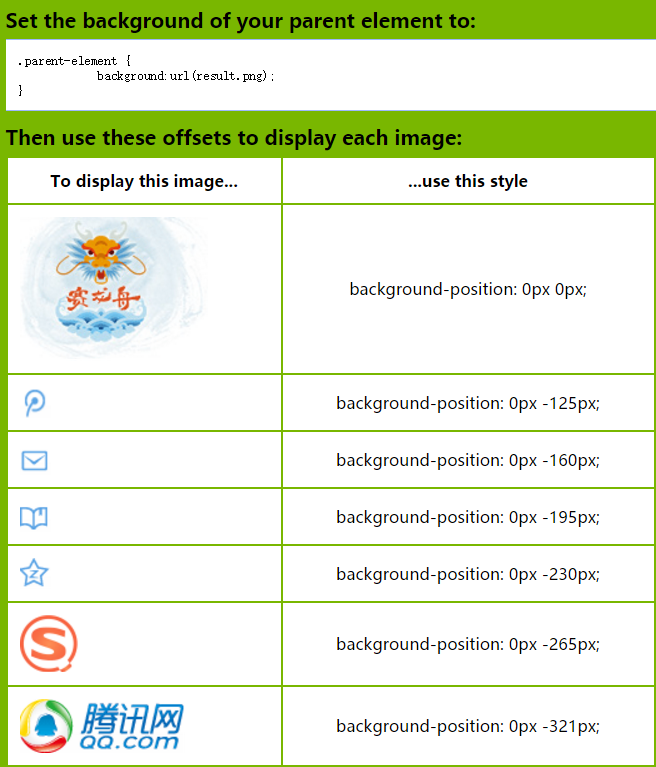 Set the background of your parent element to:
.parent-element {
background:url(result.png);
}
Then use these offsets to display each image:
To display this image... ...use this style
赛龙舟
background-position: 0px 0px;
background-position: 0px -125px;
background-position: 0px -160px;
background-position: 0px -195px;
Z
background-position: 0px -230px;
S
background-position: 0px -265px;
腾讯网
QQ.com
background-position: 0px -321px;